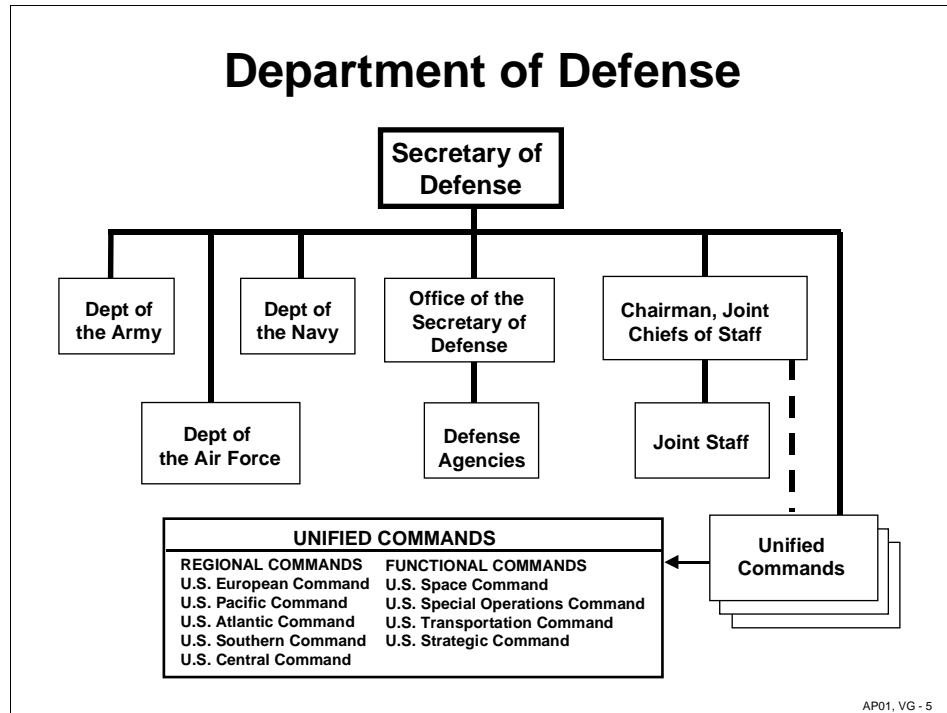 Department of Defense
Secretary of
Defense
Dept of
the Army
Dept of
the Navy
Office of the
Secretary of
Defense
Chairman, Joint
Chiefs of Staff
Dept of
the Air Force
Defense
Agencies
Joint Staff
Unified
Commands
UNIFIED COMMANDS
REGIONAL COMMANDS
U.S. European Command
U.S. Pacific Command
U.S. Atlantic Command
U.S. Southern Command
U.S. Central Command
FUNCTIONAL COMMANDS
U.S. Space Command
U.S. Special Operations Command
U.S. Transportation Command
U.S. Strategic Command
AP01, VG - 5